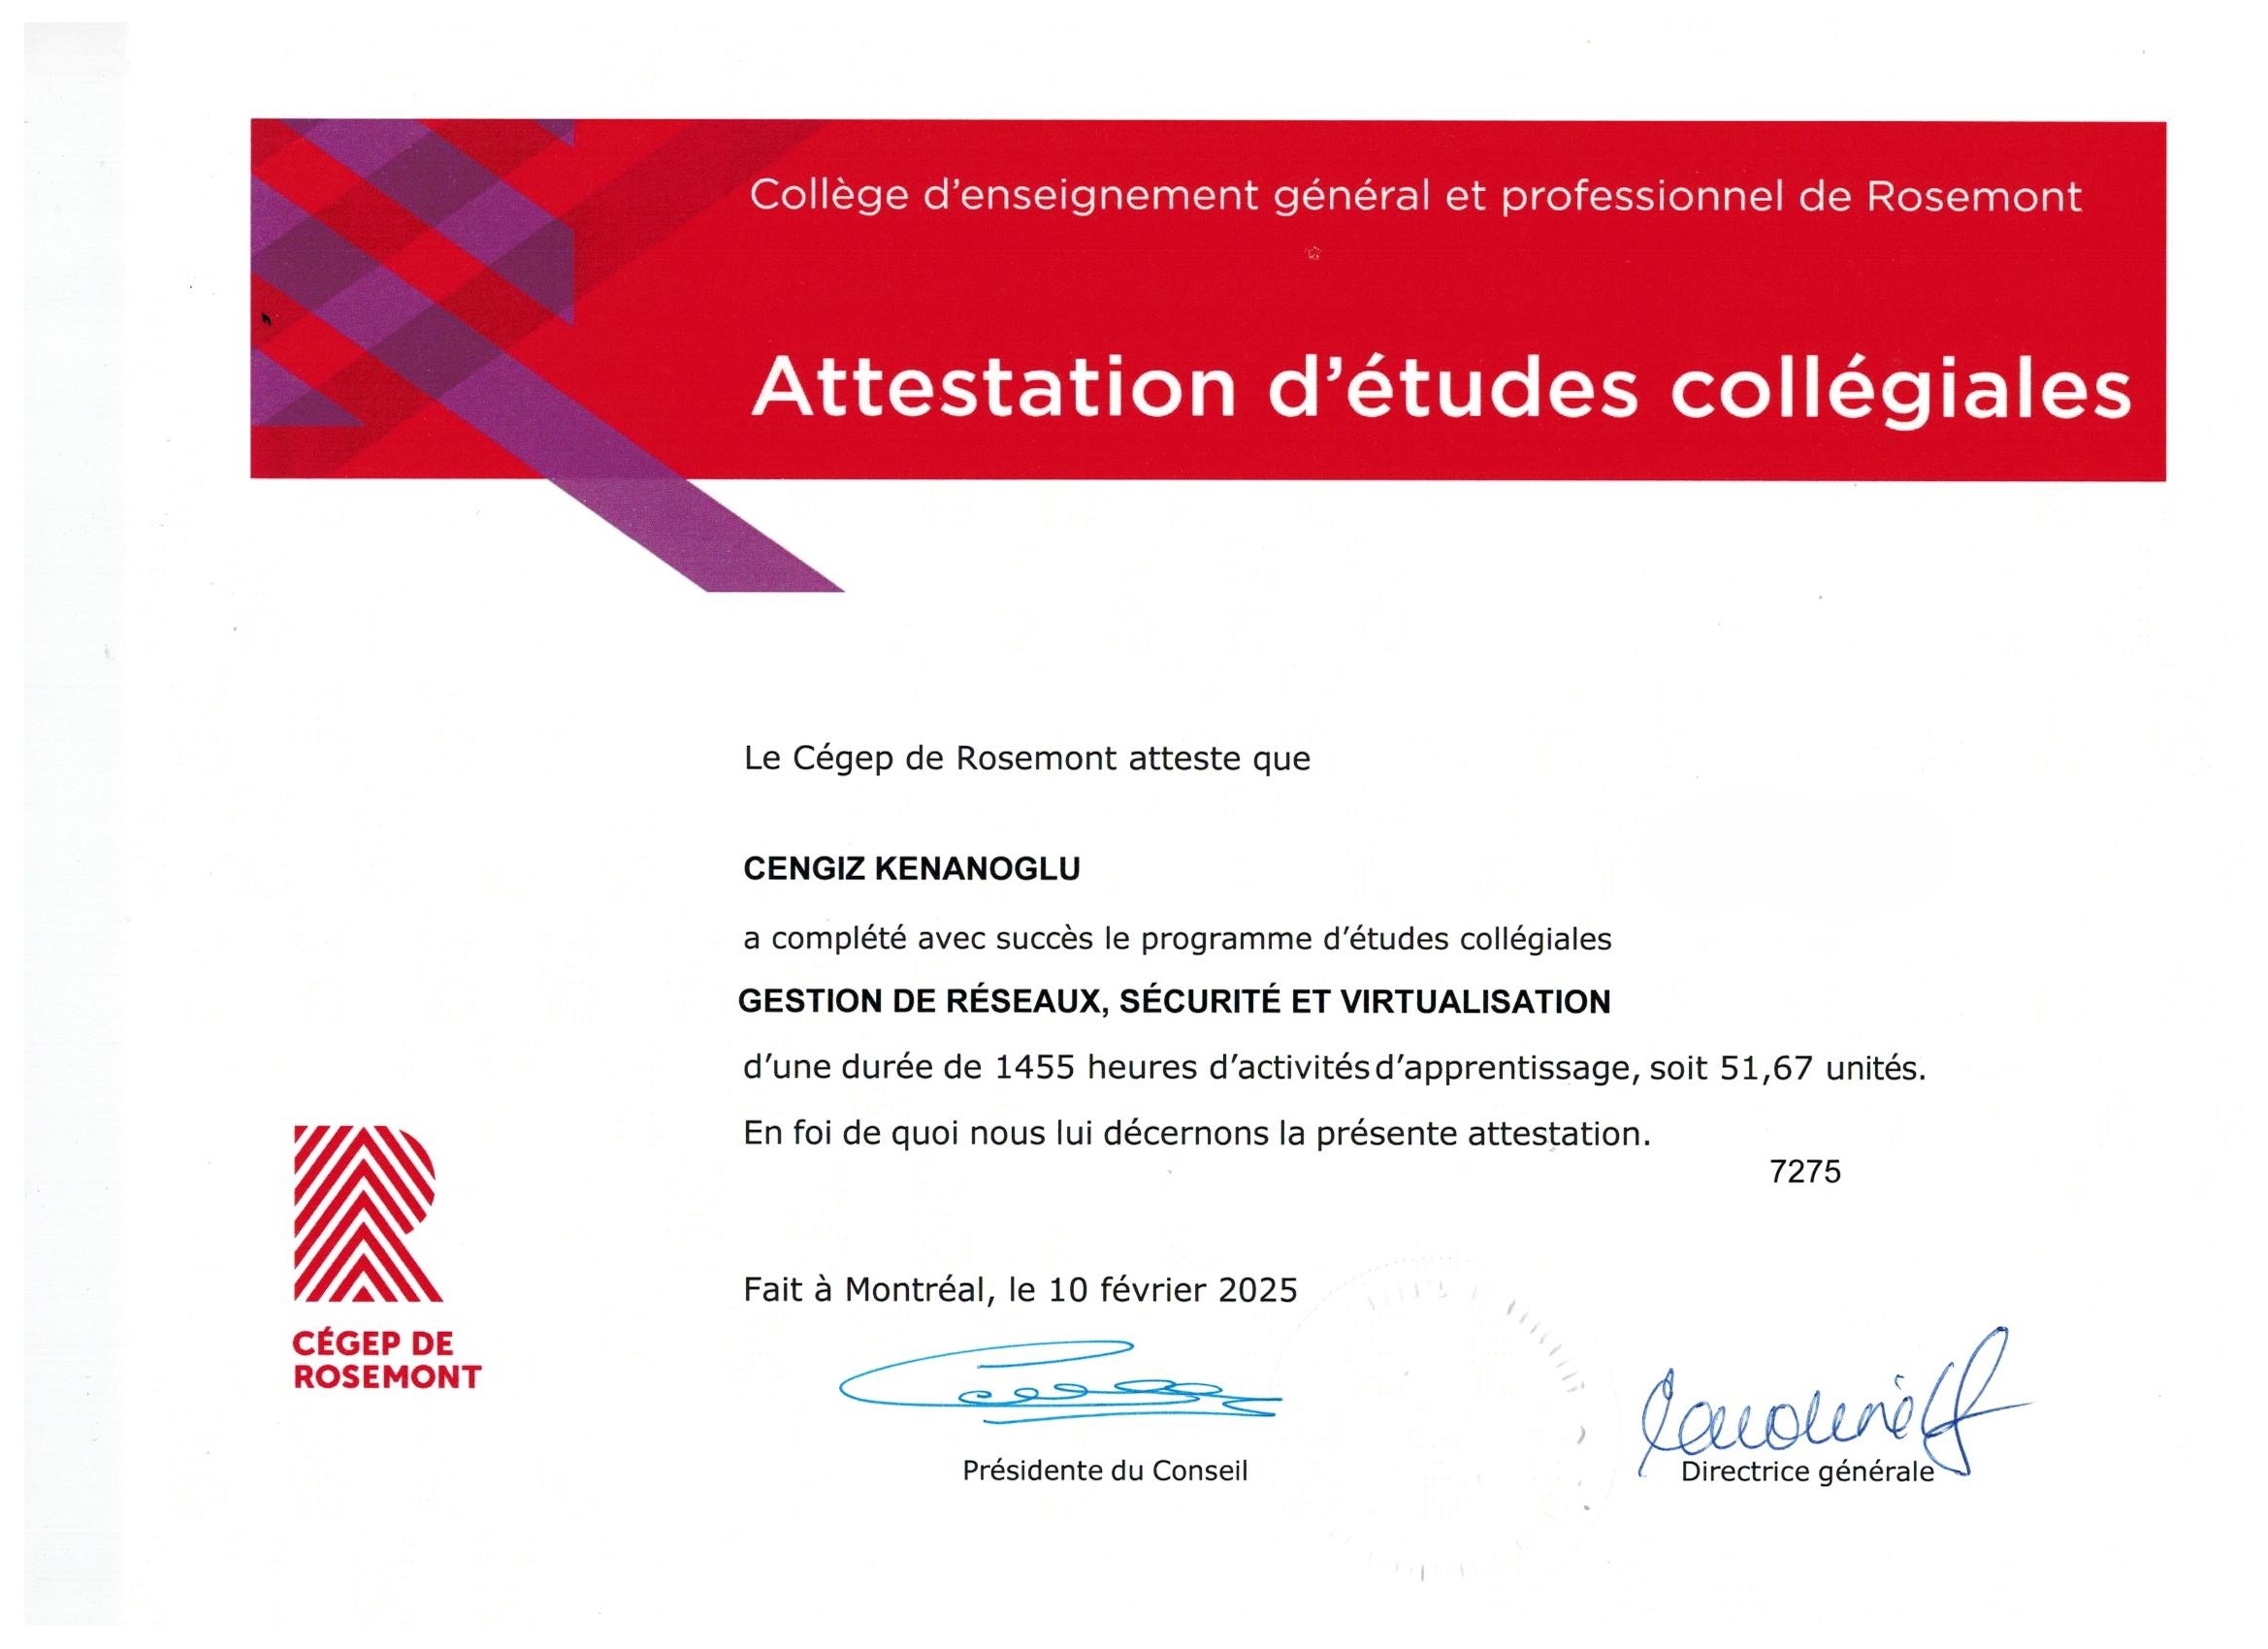 Collège d'enseignement général et professionnel de Rosemont
Attestation d'études collégiales
Le Cégep de Rosemont atteste que
CENGIZ KENANOGLU
a complété avec succès le programme d'études collégiales
GESTION DE RÉSEAUX, SÉCURITÉ ET VIRTUALISATION
d'une durée de 1455 heures d'activités d'apprentissage, soit 51,67 unités.
En foi de quoi nous lui décernons la présente attestation.
7275
Fait à Montréal, le 10 février 2025
CÉGEP DE
ROSEMONT
Présidente du Conseil
Directrice générale